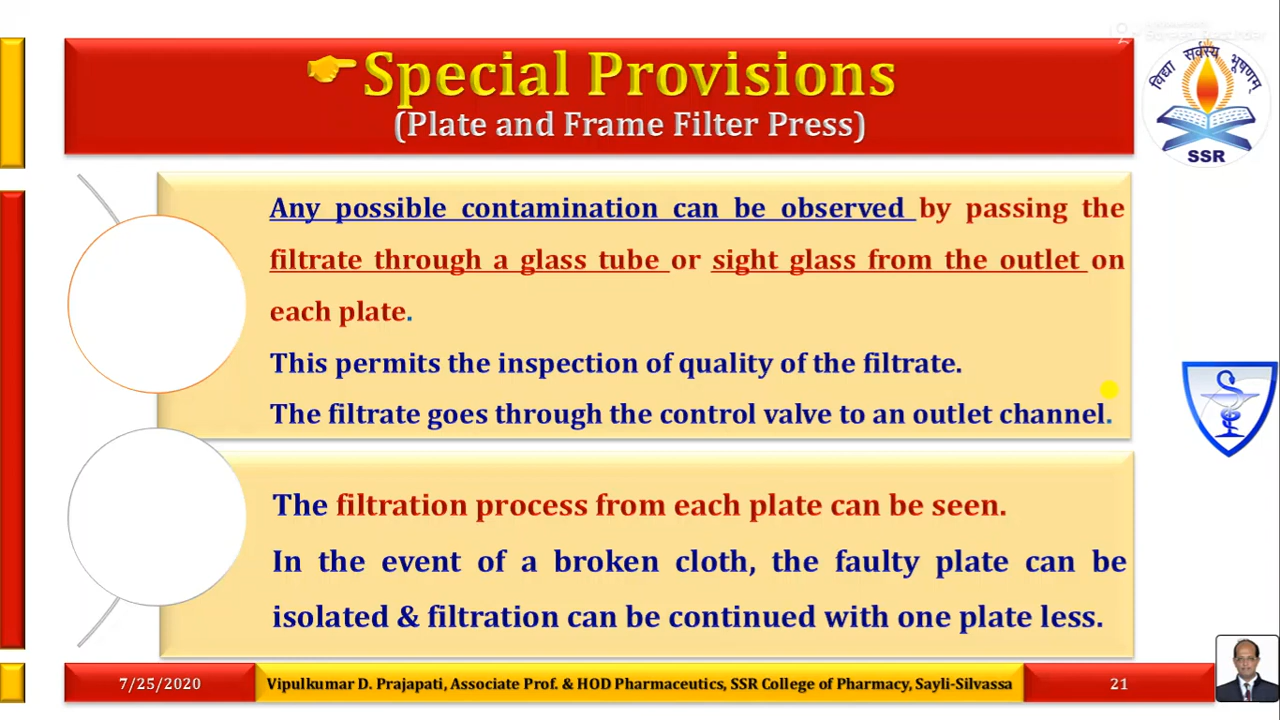 Special Provisions
(Plate and Frame Filter Press)
विद्या सर्वस्य भूषणम्
SSR
Any possible contamination can be observed by passing the
filtrate through a glass tube or sight glass from the outlet on
each plate.
This permits the inspection of quality of the filtrate.
The filtrate goes through the control valve to an outlet channel.
The filtration process from each plate can be seen.
In the event of a broken cloth, the faulty plate can be
isolated & filtration can be continued with one plate less.
7/25/2020
Vipulkumar D. Prajapati, Associate Prof. & HOD Pharmaceutics, SSR College of Pharmacy, Sayli-Silvassa
21